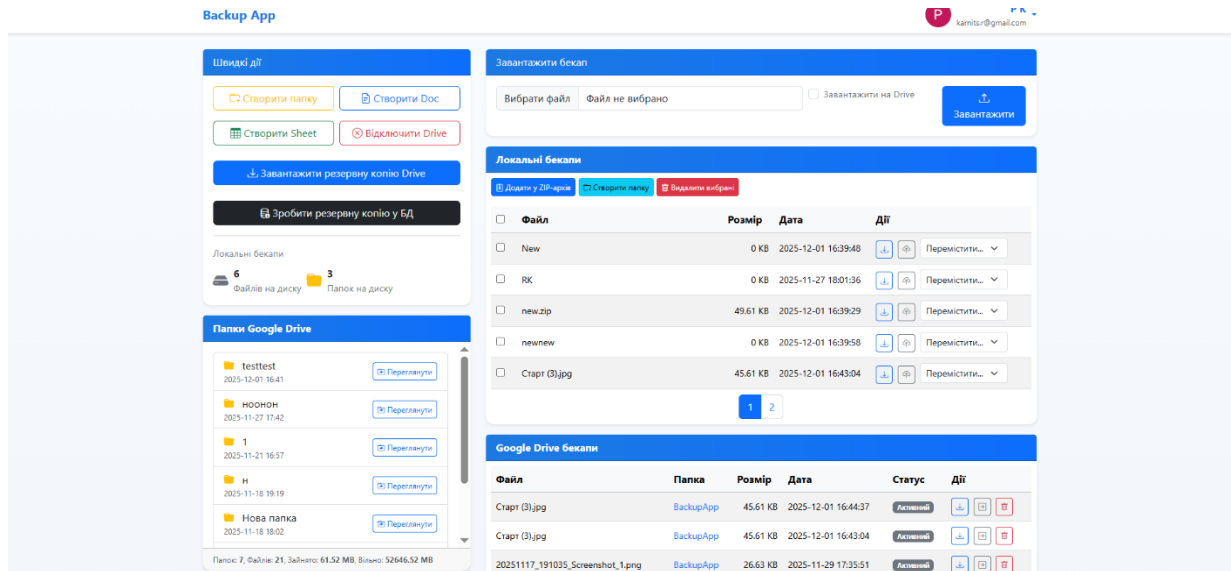 Backup App
P K
P
karnits.r@gmail.com
Швидкі дії
Створити папку
Створити Doc
Створити Sheet
Відключити Drive
Завантажити резервну копію Drive
Зробити резервну копію у БД
Локальні бекапи
6
Файлів на диску
3
Папок на диску
Папки Google Drive
testtest
2025-12-01 16:41
Переглянути
ноонон
2025-11-27 17:42
Переглянути
1
2025-11-21 16:57
Переглянути
н
2025-11-18 19:19
Переглянути
Нова папка
2025-11-18 18:02
Переглянути
Папок: 7, Файлів: 21, Зайнято: 61.52 MB, Вільно: 52646.52 MB
Завантажити бекап
Вибрати файл Файл не вибрано
Завантажити на Drive
Завантажити
Локальні бекапи
Додати у ZIP-архів Створити папку Видалити вибрані
Файл Розмір Дата Дії
New 0 KB 2025-12-01 16:39:48 Перемістити...
RK 0 KB 2025-11-27 18:01:36 Перемістити...
new.zip 49.61 KB 2025-12-01 16:39:29 Перемістити...
newnew 0 KB 2025-12-01 16:39:58 Перемістити...
Старт (3).jpg 45.61 KB 2025-12-01 16:43:04 Перемістити...
1 2
Google Drive бекапи
Файл Папка Розмір Дата Статус Дії
Старт (3).jpg BackupApp 45.61 KB 2025-12-01 16:44:37 Активний
Старт (3).jpg BackupApp 45.61 KB 2025-12-01 16:43:04 Активний
20251117_191035_Screenshot_1.png BackupApp 26.63 KB 2025-11-29 17:35:51 Активний